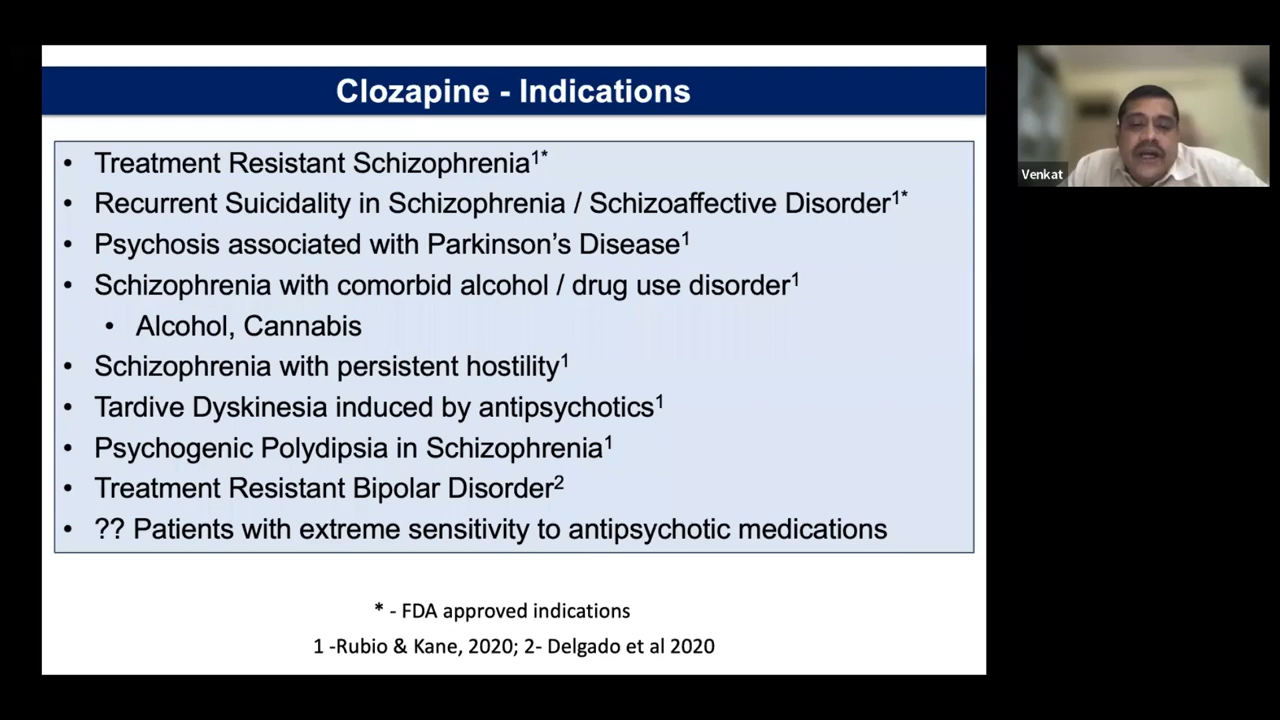 Clozapine - Indications
• Treatment Resistant Schizophrenia1*
• Recurrent Suicidality in Schizophrenia / Schizoaffective Disorder1*
• Psychosis associated with Parkinson’s Disease1
• Schizophrenia with comorbid alcohol / drug use disorder1
• Alcohol, Cannabis
• Schizophrenia with persistent hostility1
• Tardive Dyskinesia induced by antipsychotics1
• Psychogenic Polydipsia in Schizophrenia1
• Treatment Resistant Bipolar Disorder2
• ?? Patients with extreme sensitivity to antipsychotic medications
* - FDA approved indications
1 -Rubio & Kane, 2020; 2- Delgado et al 2020
Venkat